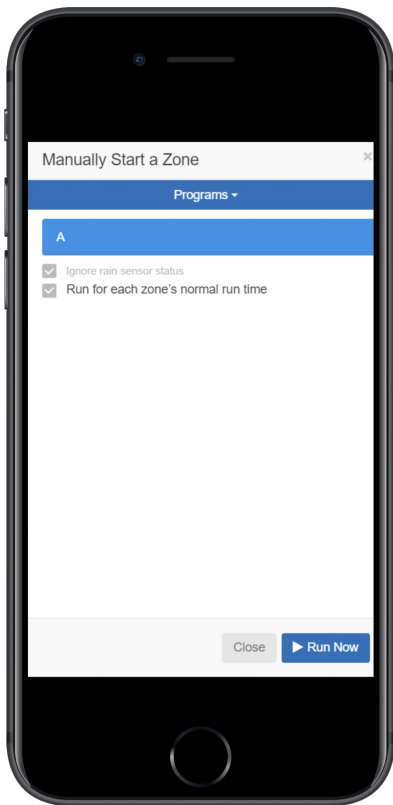 Manually Start a Zone ×
Programs
A
Ignore rain sensor status
Run for each zone’s normal run time
Close Run Now